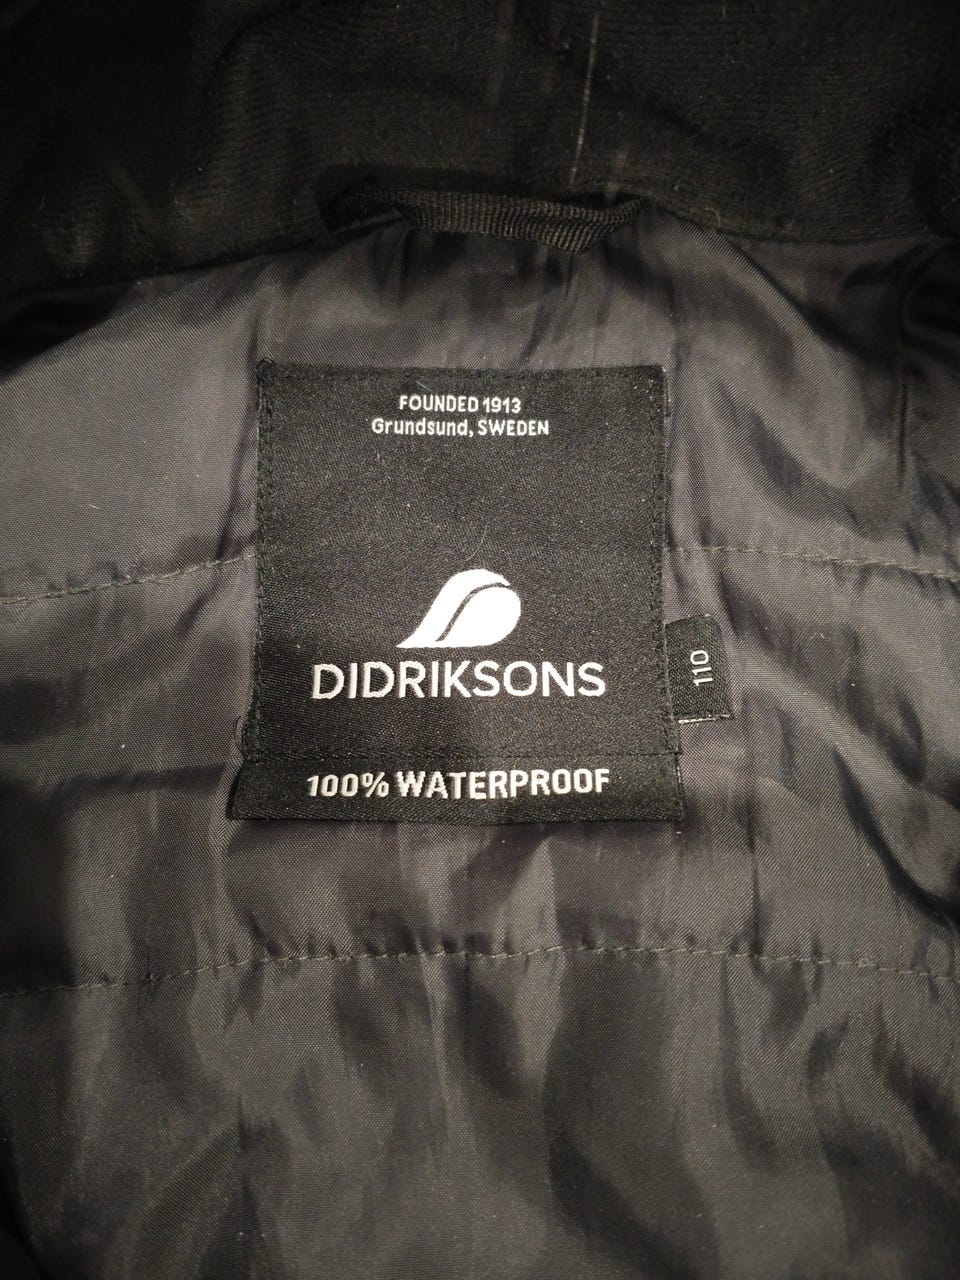 FOUNDED 1913
Grundsund, SWEDEN
DIDRIKSONS
110
100% WATERPROOF